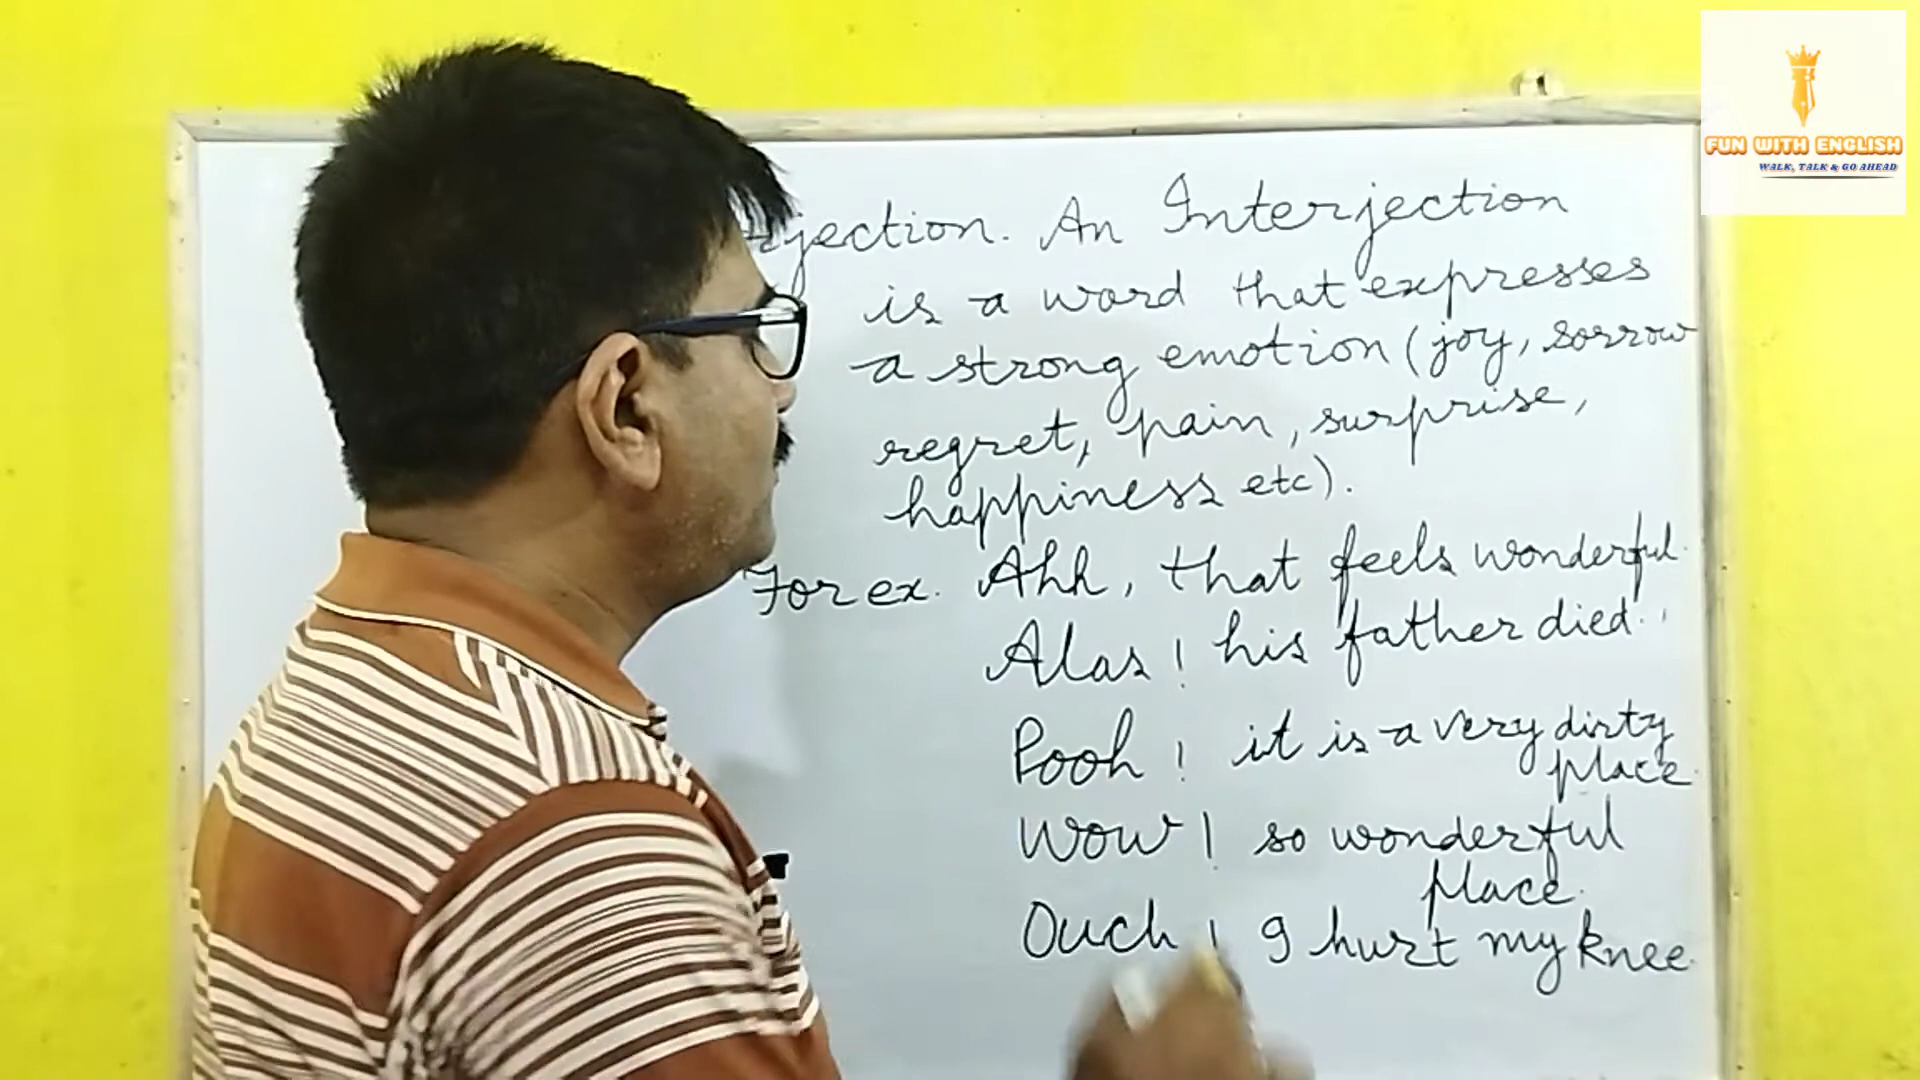 FUN WITH ENGLISH
WALK, TALK & GO AHEAD
jection. An Interjection
is a word that expresses
a strong emotion (joy, sorrow
regret, pain, surprise,
happiness etc).
For ex. Ahh, that feels wonderful.
Alas! his father died.
Pooh! it is a very dirty
place.
Wow! so wonderful
place.
Ouch! I hurt my knee.